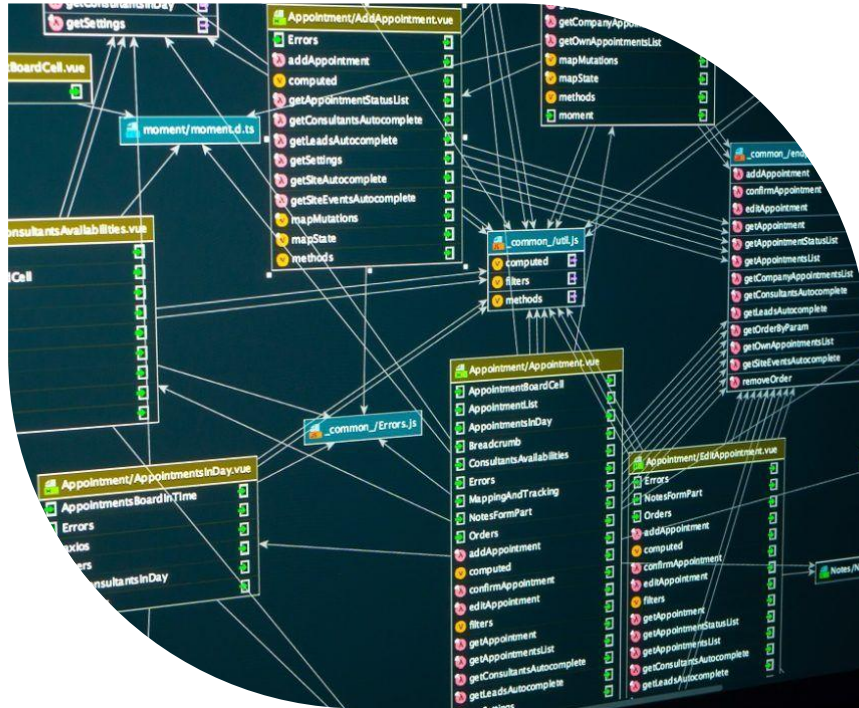 getSettings
BoardCell.vue
moment/moment.d.ts
Appointment/AddAppointment.vue
Errors
addAppointment
computed
getAppointmentStatusList
getConsultantsAutocomplete
getLeadsAutocomplete
getSettings
getSiteAutocomplete
getSiteEventsAutocomplete
mapMutations
mapState
methods
getOwnAppointmentsList
mapMutations
mapState
methods
moment
_common_/util.js
computed
filters
methods
addAppointment
confirmAppointment
editAppointment
getAppointment
getAppointmentStatusList
getAppointmentsList
getCompanyAppointmentsList
getConsultantsAutocomplete
getLeadsAutocomplete
getOrderByParam
getOwnAppointmentsList
getSiteEventsAutocomplete
removeOrder
onsultantsAvailabilities.vue
Cell
_common_/Errors.js
Appointment/AppointmentsInDay.vue
AppointmentsBoardInTime
Errors
axios
ers
onsultantsInDay
Appointment/Appointment.vue
AppointmentBoardCell
AppointmentList
AppointmentsInDay
Breadcrumb
ConsultantsAvailabilities
Errors
MappingAndTracking
NotesFormPart
Orders
addAppointment
computed
confirmAppointment
editAppointment
filters
getAppointment
getAppointmentsList
getConsultantsAutocomplete
getLeadsAutocomplete
Appointment/EditAppointment.vue
Errors
NotesFormPart
Orders
addAppointment
computed
confirmAppointment
editAppointment
filters
getAppointment
getAppointmentStatusList
getAppointmentsList
getConsultantsAutocomplete
getLeadsAutocomplete
Notes/N